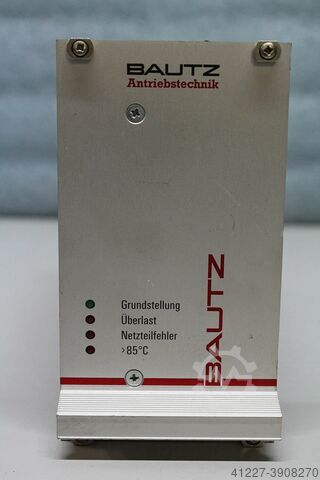 BAUTZ
Antriebstechnik
Grundstellung
Überlast
Netzteilfehler
>85°C
BAUTZ
41227-3908270